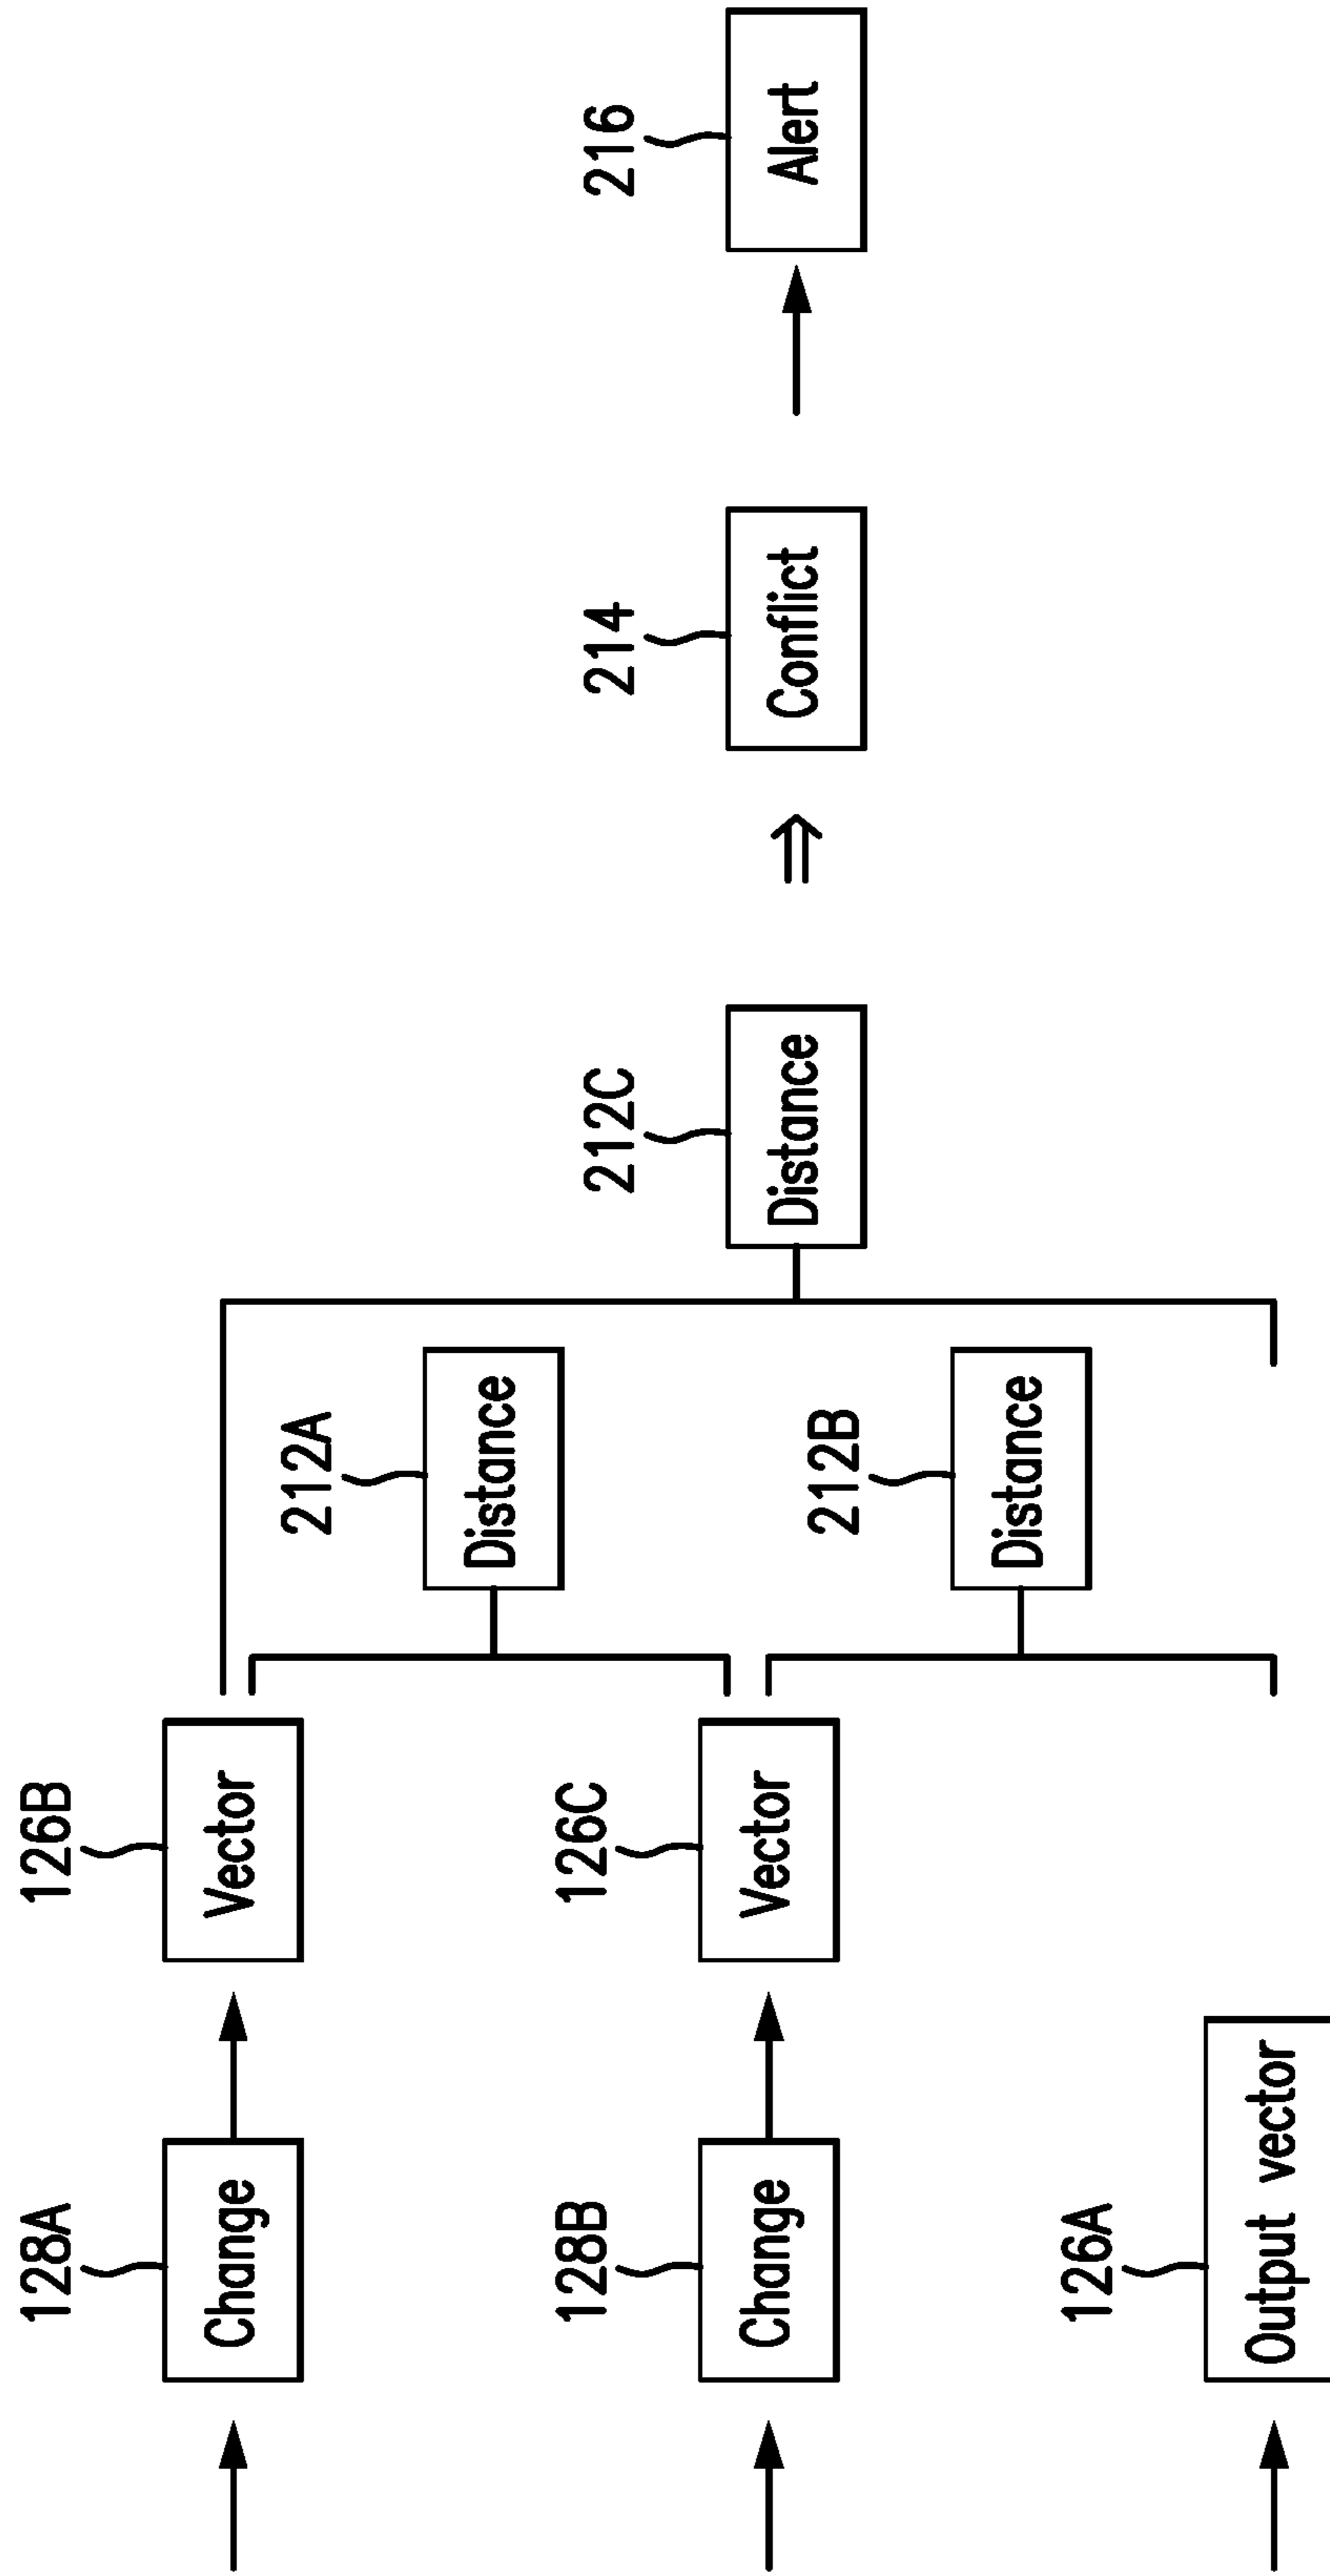 128A
Change
126B
Vector
212A
Distance
128B
Change
126C
Vector
212B
Distance
212C
Distance
⇒
214
Conflict
216
Alert
126A
Output vector